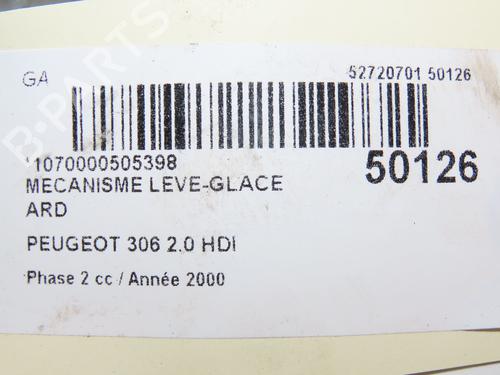 GA
52720701 50126
*1070000505398
50126
MECANISME LEVE-GLACE
ARD
PEUGEOT 306 2.0 HDI
Phase 2 cc / Année 2000
B-PARTS